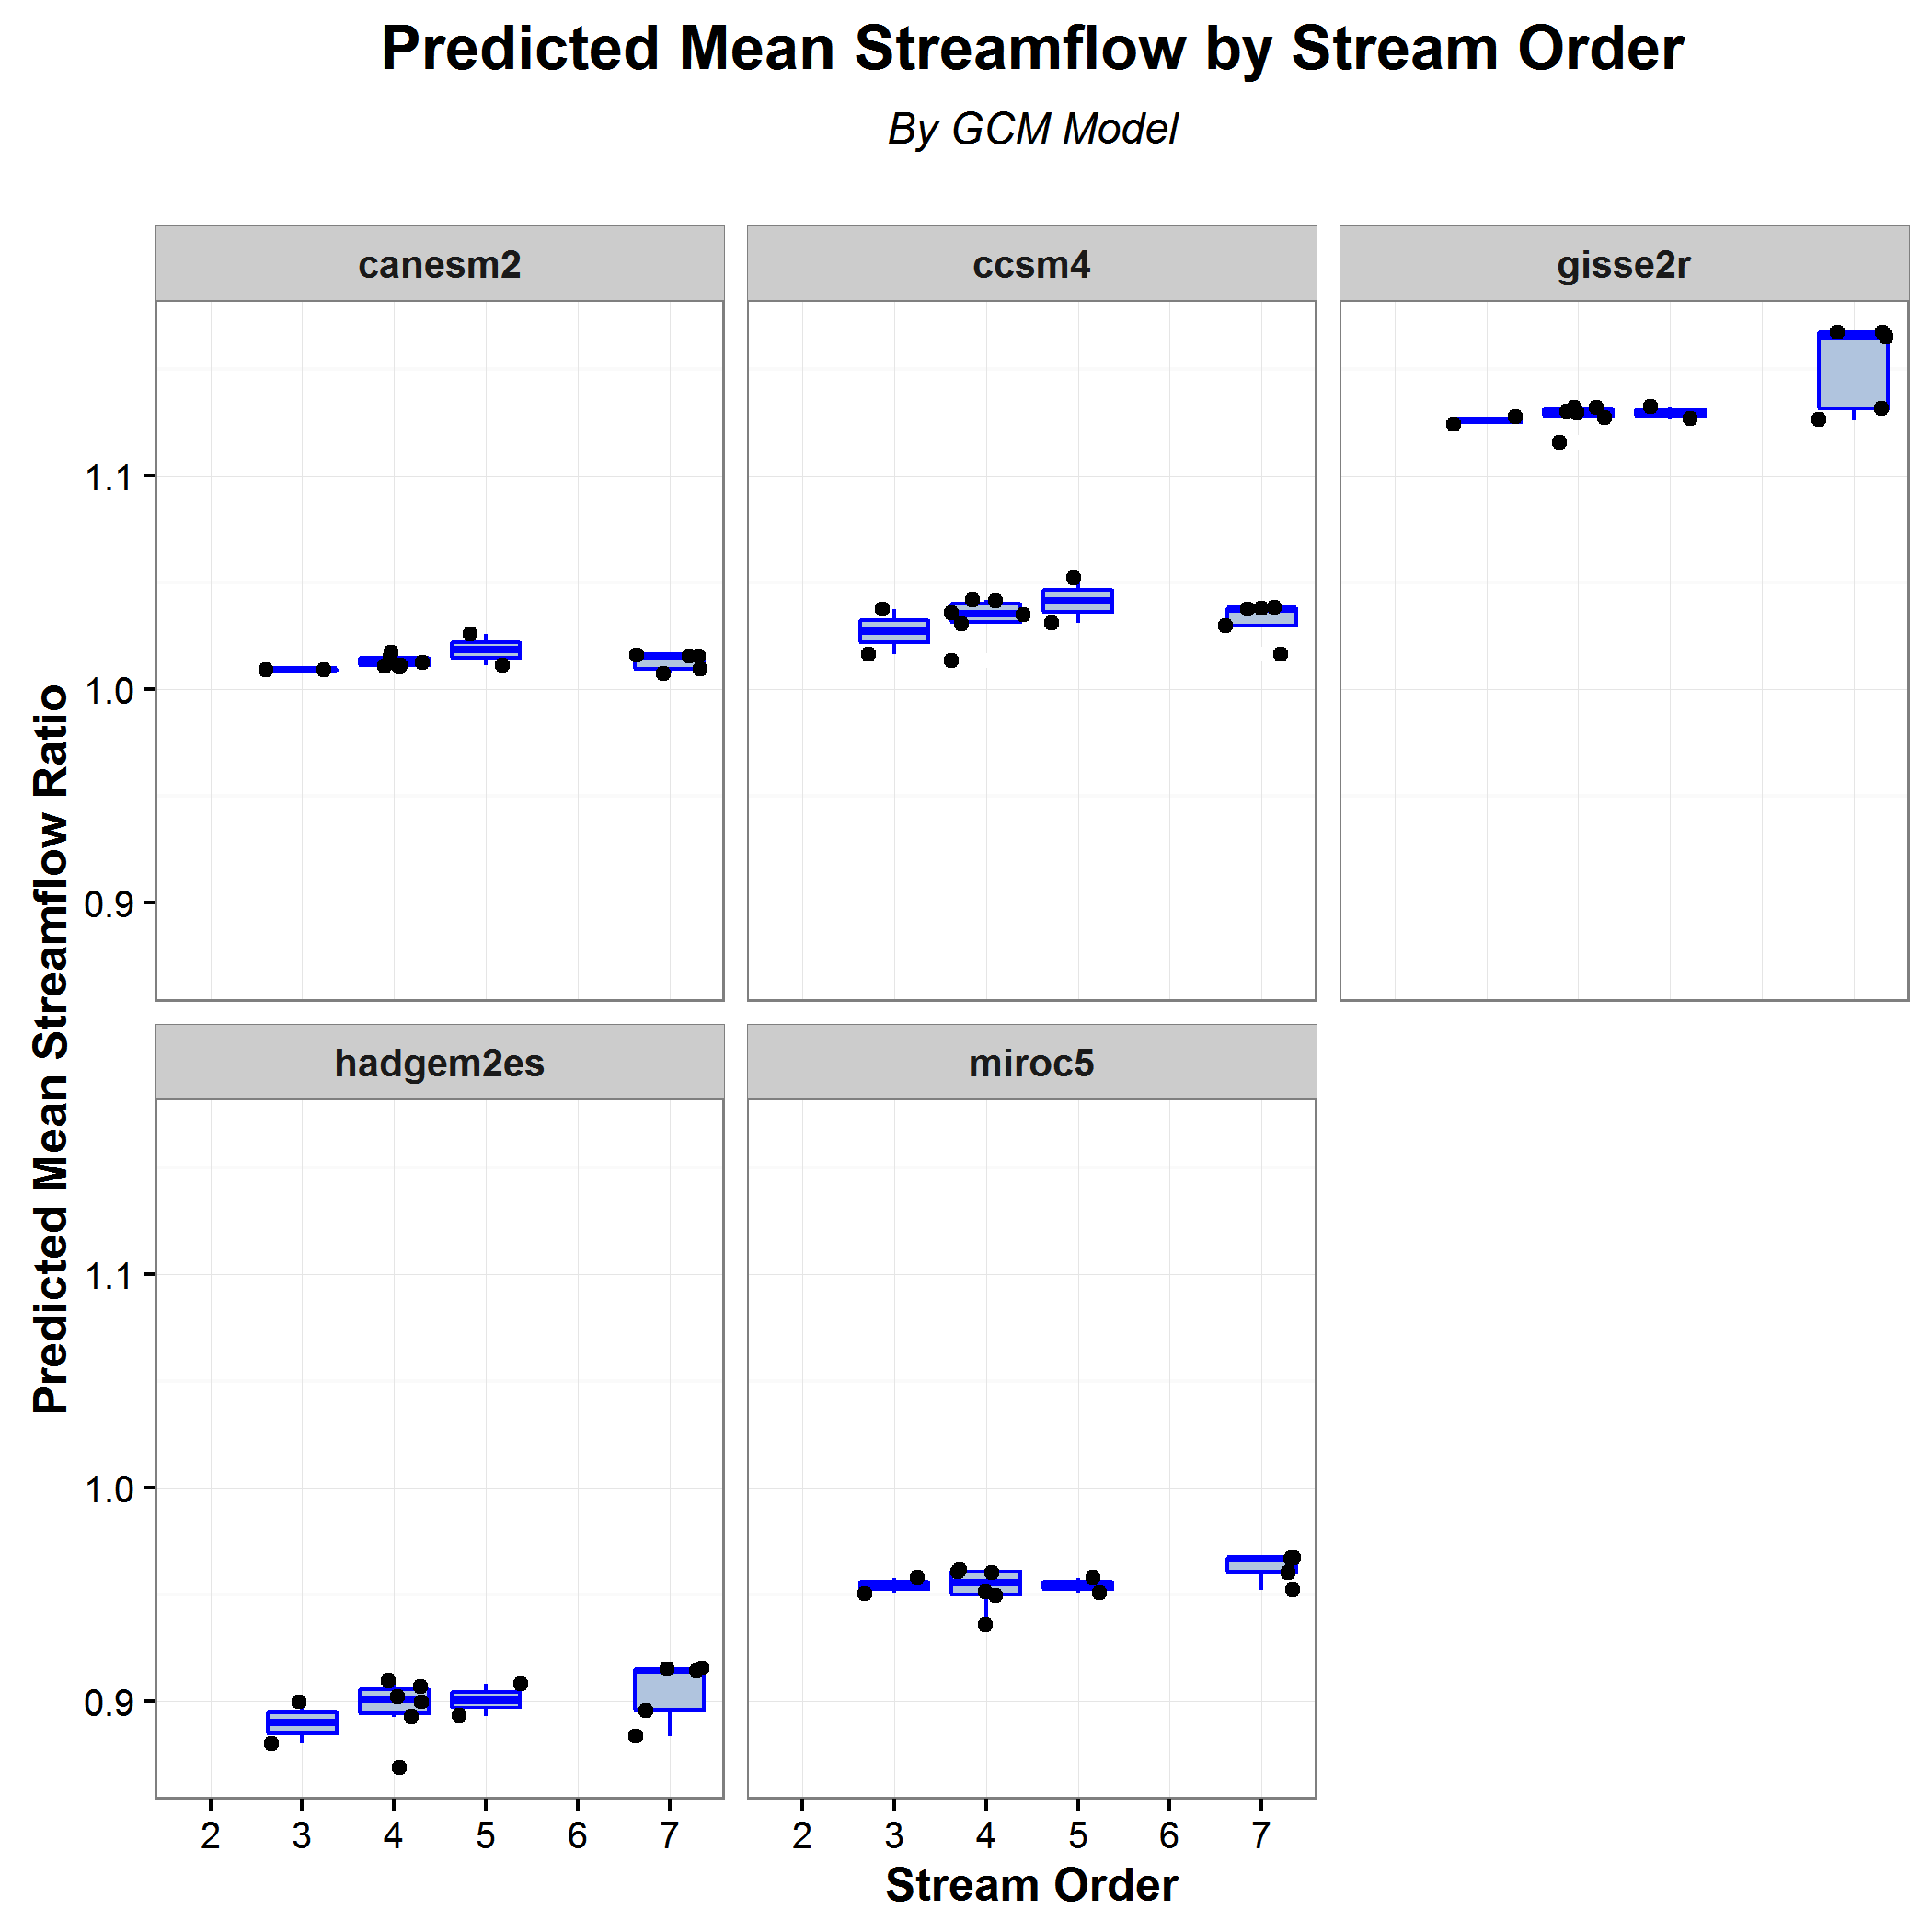 Predicted Mean Streamflow by Stream Order
By GCM Model
canesm2
ccsm4
gisse2r
1.1
1.0
0.9
Predicted Mean Streamflow Ratio
hadgem2es
miroc5
1.1
1.0
0.9
2 3 4 5 6 7
2 3 4 5 6 7
Stream Order